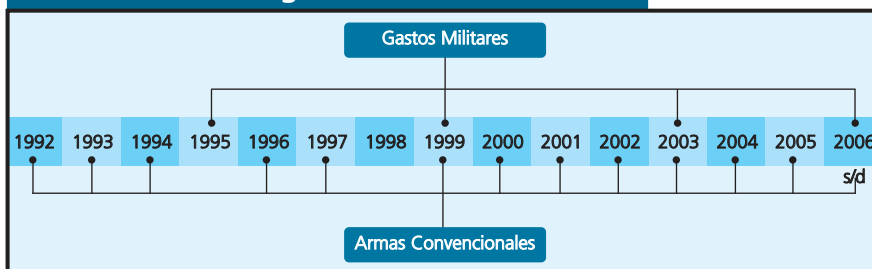 Gastos Militares
1992 1993 1994 1995 1996 1997 1998 1999 2000 2001 2002 2003 2004 2005 2006
s/d
Armas Convencionales